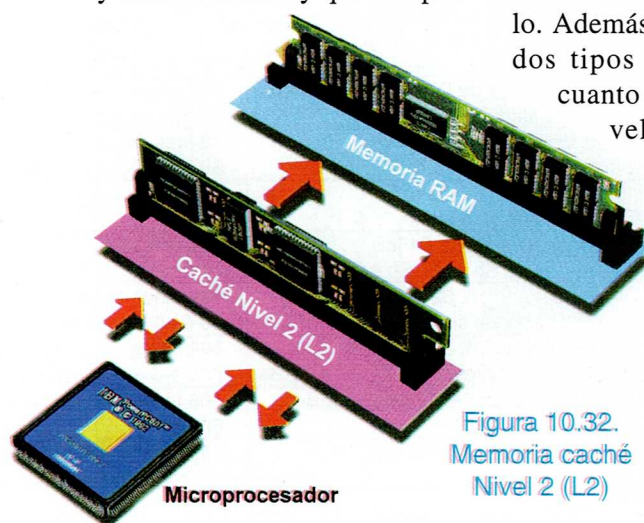 lo. Además
dos tipos
cuanto
vel
Memoria RAM
Caché Nivel 2 (L2)
Microprocesador
Figura 10.32.
Memoria caché
Nivel 2 (L2)